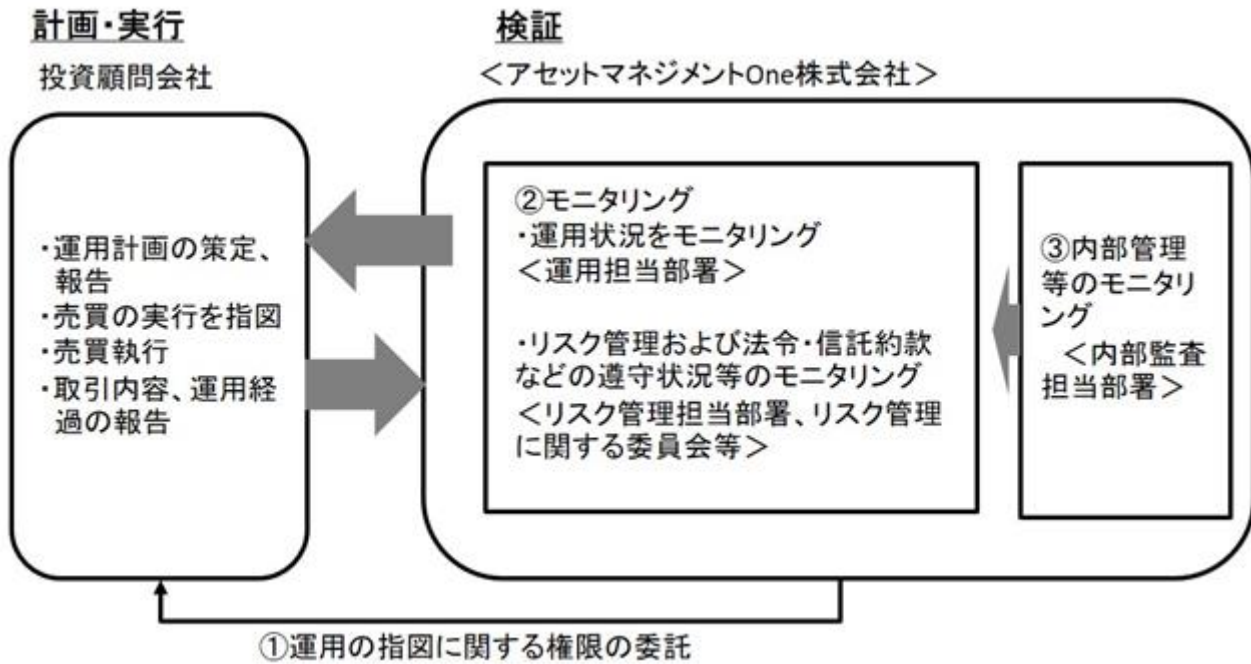 計画・実行
投資顧問会社
・運用計画の策定、
報告
・売買の実行を指図
・売買執行
・取引内容、運用経
過の報告
検証
＜アセットマネジメントOne株式会社＞
②モニタリング
・運用状況をモニタリング
＜運用担当部署＞
・リスク管理および法令・信託約款
などの遵守状況等のモニタリング
＜リスク管理担当部署、リスク管理
に関する委員会等＞
③内部管理
等のモニタリ
ング
＜内部監査
担当部署＞
①運用の指図に関する権限の委託